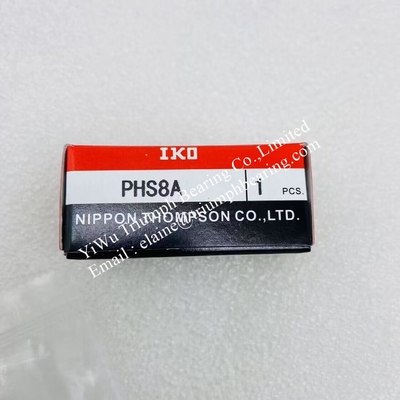 IKO
PHS8A 1 PCS.
NIPPON THOMPSON CO.,LTD.
YiWu Triumph Bearing Co.,Limited
Email : elaine@triumphbearing.com